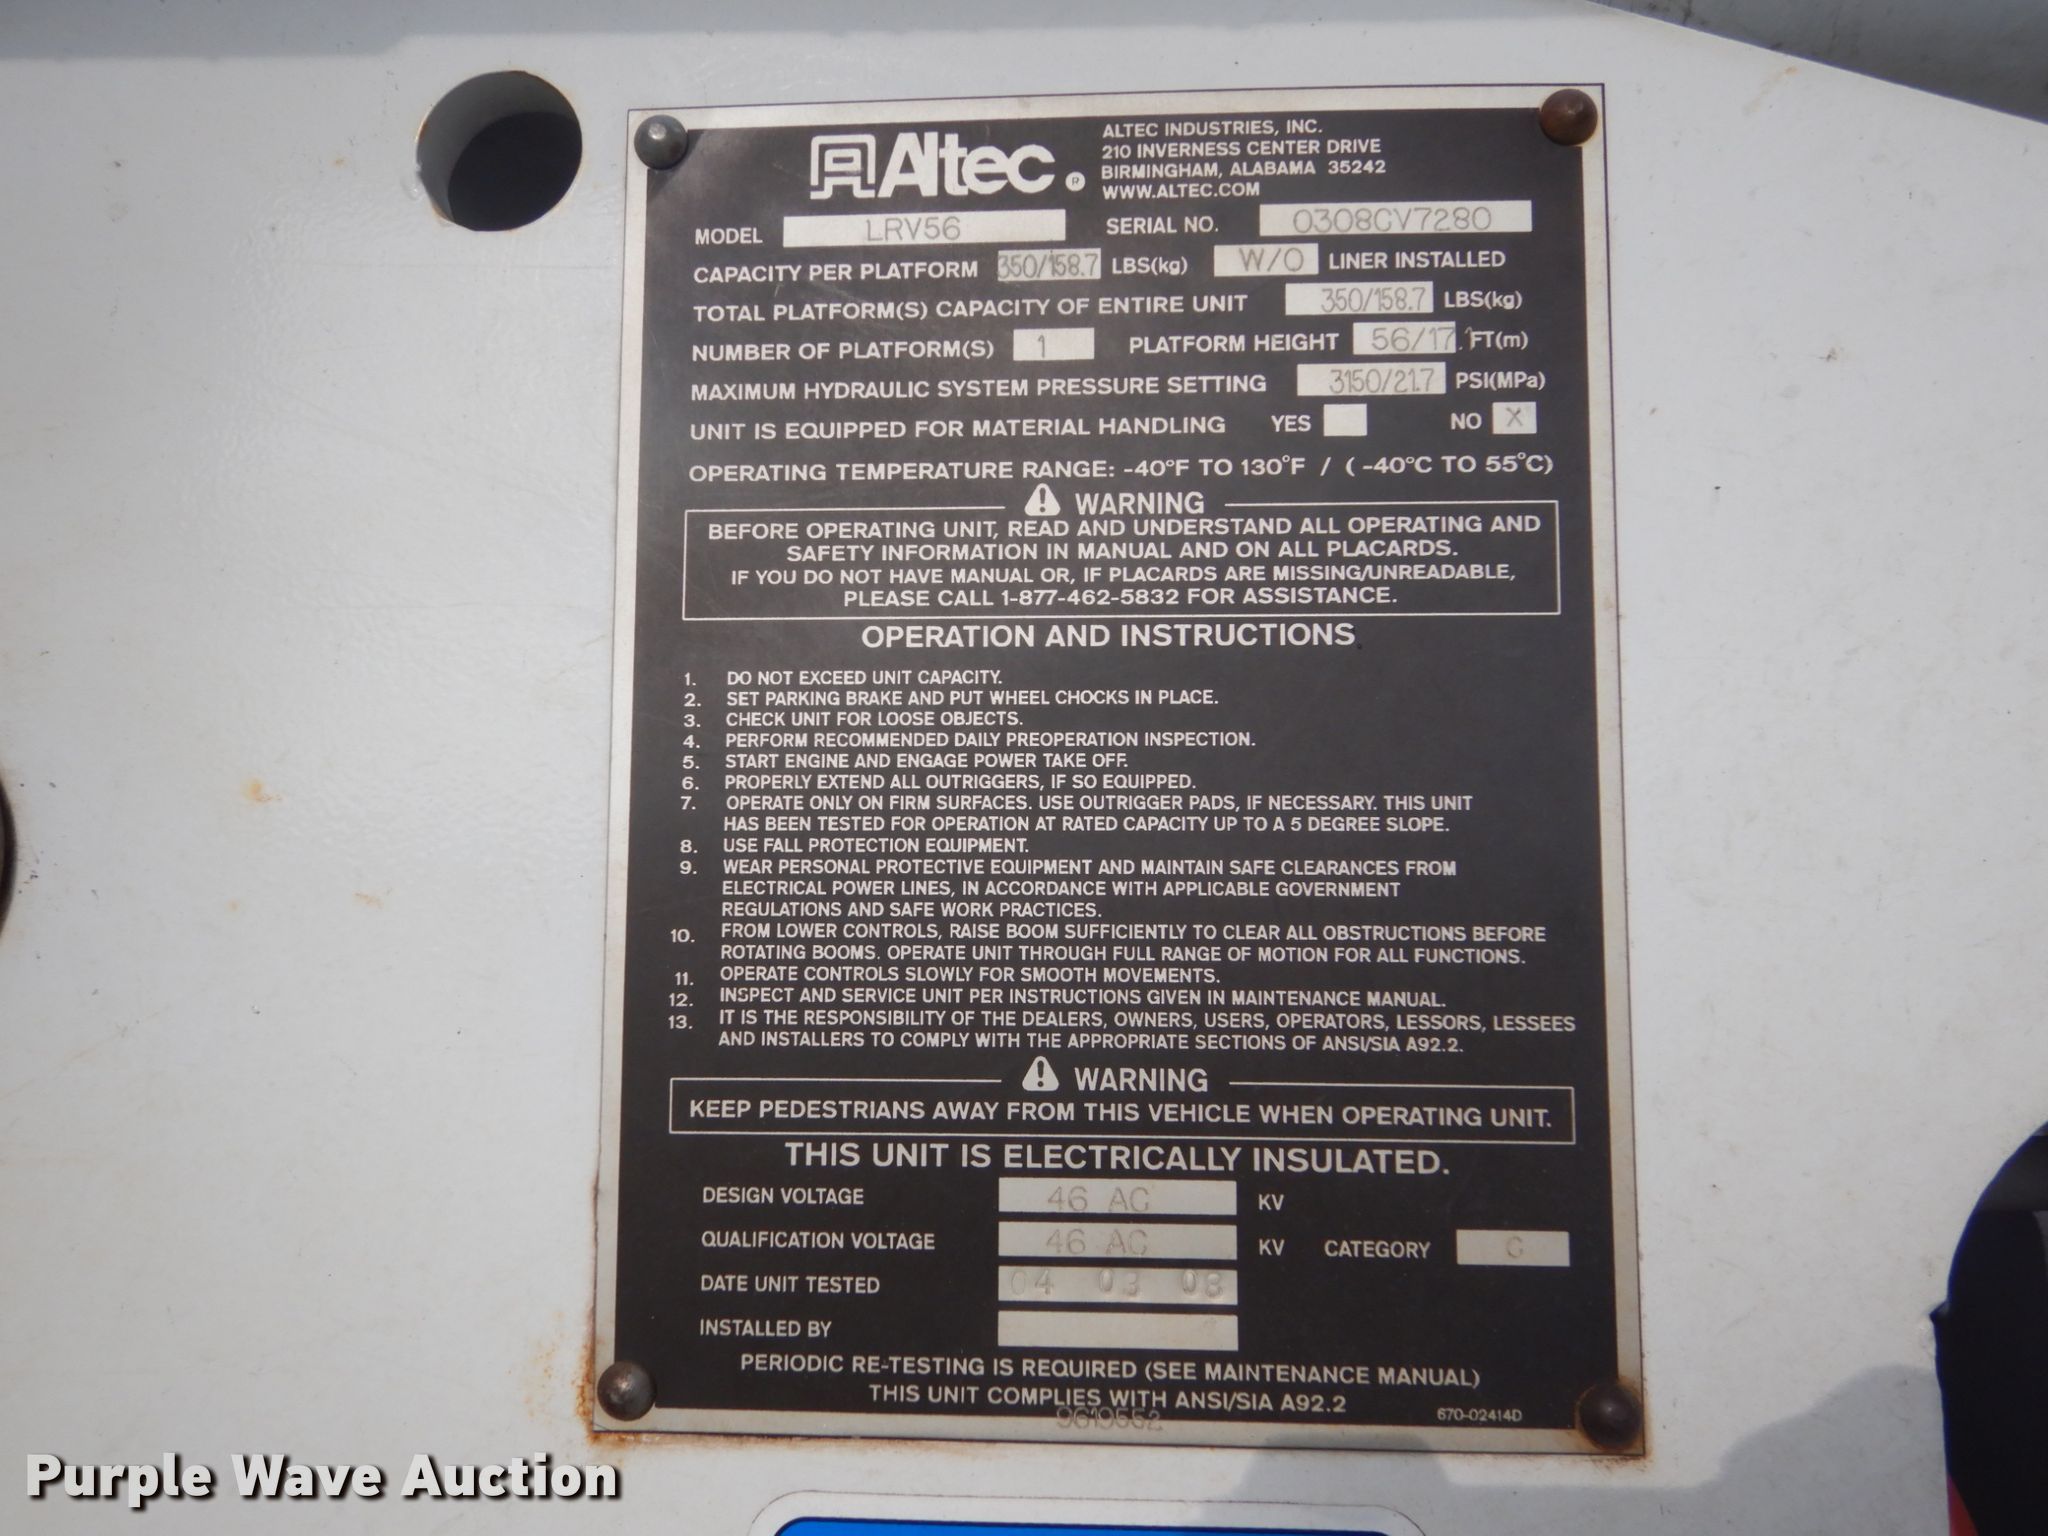 Altec ®
ALTEC INDUSTRIES, INC.
210 INVERNESS CENTER DRIVE
BIRMINGHAM, ALABAMA 35242
WWW.ALTEC.COM
MODEL LRV56 SERIAL NO. 0308CV7280
CAPACITY PER PLATFORM 350/158.7 LBS(kg) W/O LINER INSTALLED
TOTAL PLATFORM(S) CAPACITY OF ENTIRE UNIT 350/158.7 LBS(kg)
NUMBER OF PLATFORM(S) 1 PLATFORM HEIGHT 56/17.1 FT(m)
MAXIMUM HYDRAULIC SYSTEM PRESSURE SETTING 3150/21.7 PSI(MPa)
UNIT IS EQUIPPED FOR MATERIAL HANDLING YES NO X
OPERATING TEMPERATURE RANGE: -40°F TO 130°F / ( -40°C TO 55°C)
WARNING
BEFORE OPERATING UNIT, READ AND UNDERSTAND ALL OPERATING AND
SAFETY INFORMATION IN MANUAL AND ON ALL PLACARDS.
IF YOU DO NOT HAVE MANUAL OR, IF PLACARDS ARE MISSING/UNREADABLE,
PLEASE CALL 1-877-462-5832 FOR ASSISTANCE.
OPERATION AND INSTRUCTIONS
1. DO NOT EXCEED UNIT CAPACITY.
2. SET PARKING BRAKE AND PUT WHEEL CHOCKS IN PLACE.
3. CHECK UNIT FOR LOOSE OBJECTS.
4. PERFORM RECOMMENDED DAILY PREOPERATION INSPECTION.
5. START ENGINE AND ENGAGE POWER TAKE OFF.
6. PROPERLY EXTEND ALL OUTRIGGERS, IF SO EQUIPPED.
7. OPERATE ONLY ON FIRM SURFACES. USE OUTRIGGER PADS, IF NECESSARY. THIS UNIT
HAS BEEN TESTED FOR OPERATION AT RATED CAPACITY UP TO A 5 DEGREE SLOPE.
8. USE FALL PROTECTION EQUIPMENT.
9. WEAR PERSONAL PROTECTIVE EQUIPMENT AND MAINTAIN SAFE CLEARANCES FROM
ELECTRICAL POWER LINES, IN ACCORDANCE WITH APPLICABLE GOVERNMENT
REGULATIONS AND SAFE WORK PRACTICES.
10. FROM LOWER CONTROLS, RAISE BOOM SUFFICIENTLY TO CLEAR ALL OBSTRUCTIONS BEFORE
ROTATING BOOMS. OPERATE UNIT THROUGH FULL RANGE OF MOTION FOR ALL FUNCTIONS.
11. OPERATE CONTROLS SLOWLY FOR SMOOTH MOVEMENTS.
12. INSPECT AND SERVICE UNIT PER INSTRUCTIONS GIVEN IN MAINTENANCE MANUAL.
13. IT IS THE RESPONSIBILITY OF THE DEALERS, OWNERS, USERS, OPERATORS, LESSORS, LESSEES
AND INSTALLERS TO COMPLY WITH THE APPROPRIATE SECTIONS OF ANSI/SIA A92.2.
WARNING
KEEP PEDESTRIANS AWAY FROM THIS VEHICLE WHEN OPERATING UNIT.
THIS UNIT IS ELECTRICALLY INSULATED.
DESIGN VOLTAGE 46 AC KV
QUALIFICATION VOLTAGE 46 AC KV CATEGORY C
DATE UNIT TESTED 04 03 08
INSTALLED BY
PERIODIC RE-TESTING IS REQUIRED (SEE MAINTENANCE MANUAL)
THIS UNIT COMPLIES WITH ANSI/SIA A92.2
9619552 670-02414D
Purple Wave Auction